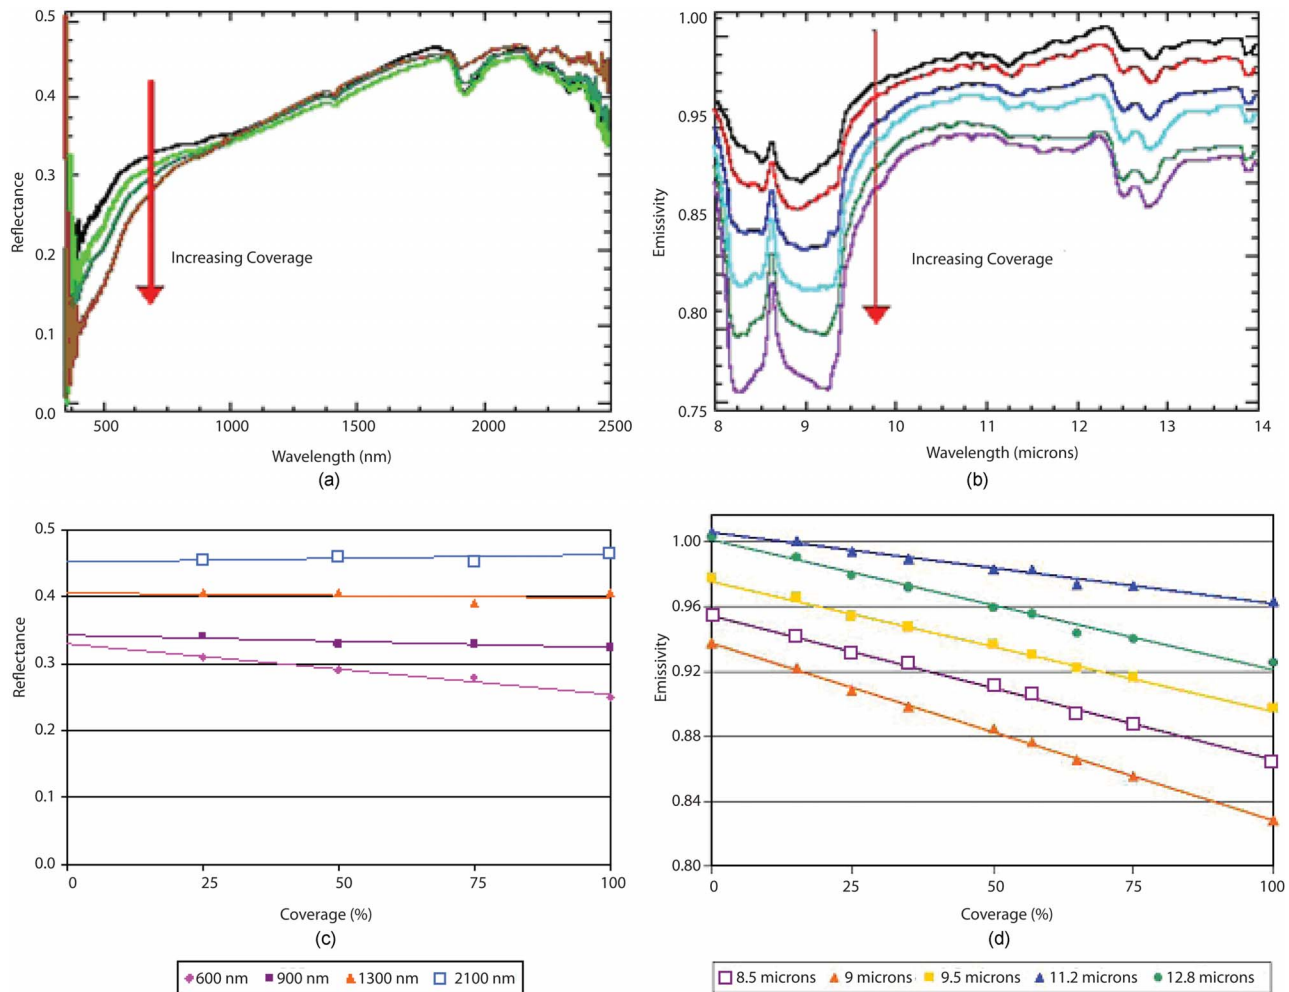 0.5
0.4
0.3
0.2
0.1
0.0
Reflectance
Increasing Coverage
500 1000 1500 2000 2500
Wavelength (nm)
(a)
1.00
0.95
0.85
0.80
0.75
Emissivity
Increasing Coverage
8 9 10 11 12 13 14
Wavelength (microns)
(b)
0.5
0.4
0.3
0.2
0.1
0.0
Reflectance
0 25 50 75 100
Coverage (%)
(c)
600 nm 900 nm 1300 nm 2100 nm
1.00
0.96
0.92
0.88
0.84
0.80
Emissivity
0 25 50 75 100
Coverage (%)
(d)
8.5 microns 9 microns 9.5 microns 11.2 microns 12.8 microns